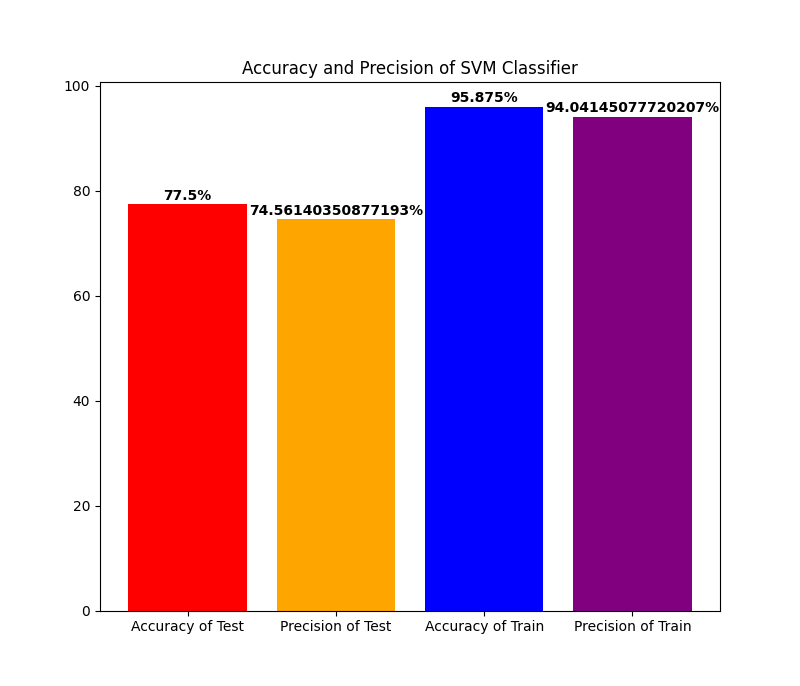 Accuracy and Precision of SVM Classifier
100
80
60
40
20
0
77.5%
74.56140350877193%
95.875%
94.04145077720207%
Accuracy of Test
Precision of Test
Accuracy of Train
Precision of Train